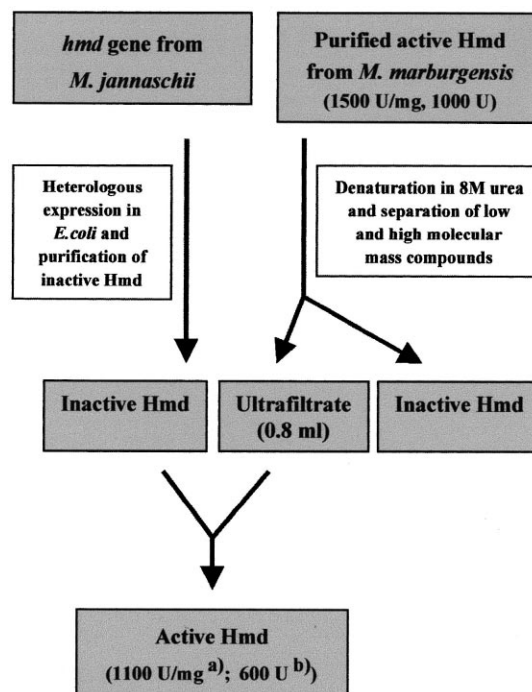 hmd gene from
M. jannaschii
Purified active Hmd
from M. marburgensis
(1500 U/mg, 1000 U)
Heterologous
expression in
E.coli and
purification of
inactive Hmd
Denaturation in 8M urea
and separation of low
and high molecular
mass compounds
Inactive Hmd
Ultrafiltrate
(0.8 ml)
Inactive Hmd
Active Hmd
(1100 U/mg a); 600 U b))